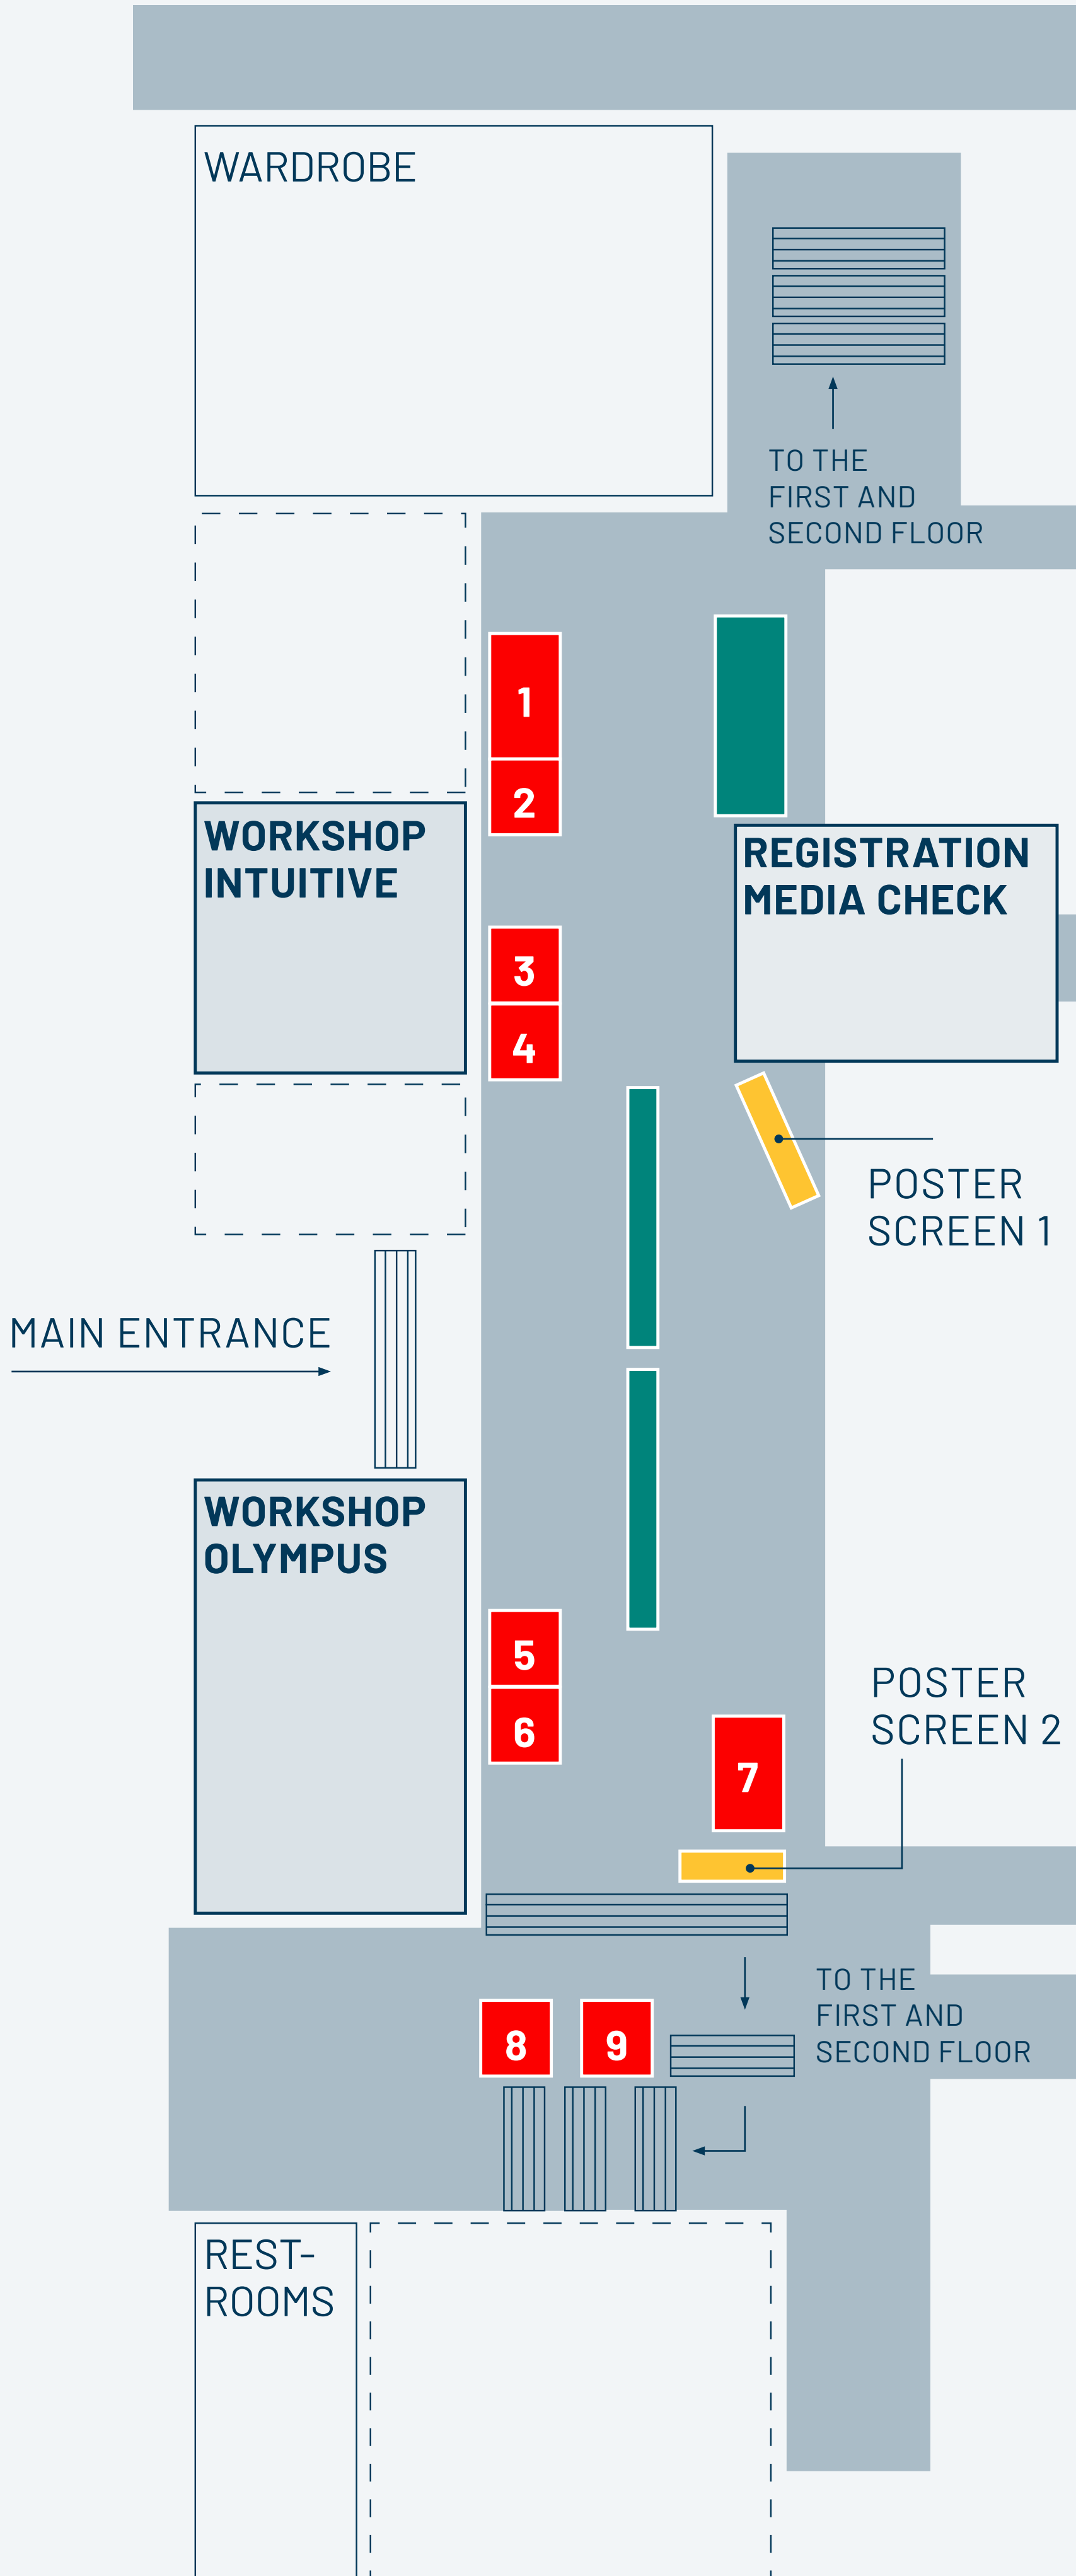 WARDROBE
TO THE
FIRST AND
SECOND FLOOR
1
2
WORKSHOP
INTUITIVE
REGISTRATION
MEDIA CHECK
3
4
POSTER
SCREEN 1
MAIN ENTRANCE
WORKSHOP
OLYMPUS
5
6
POSTER
SCREEN 2
7
TO THE
FIRST AND
SECOND FLOOR
8
9
REST-
ROOMS